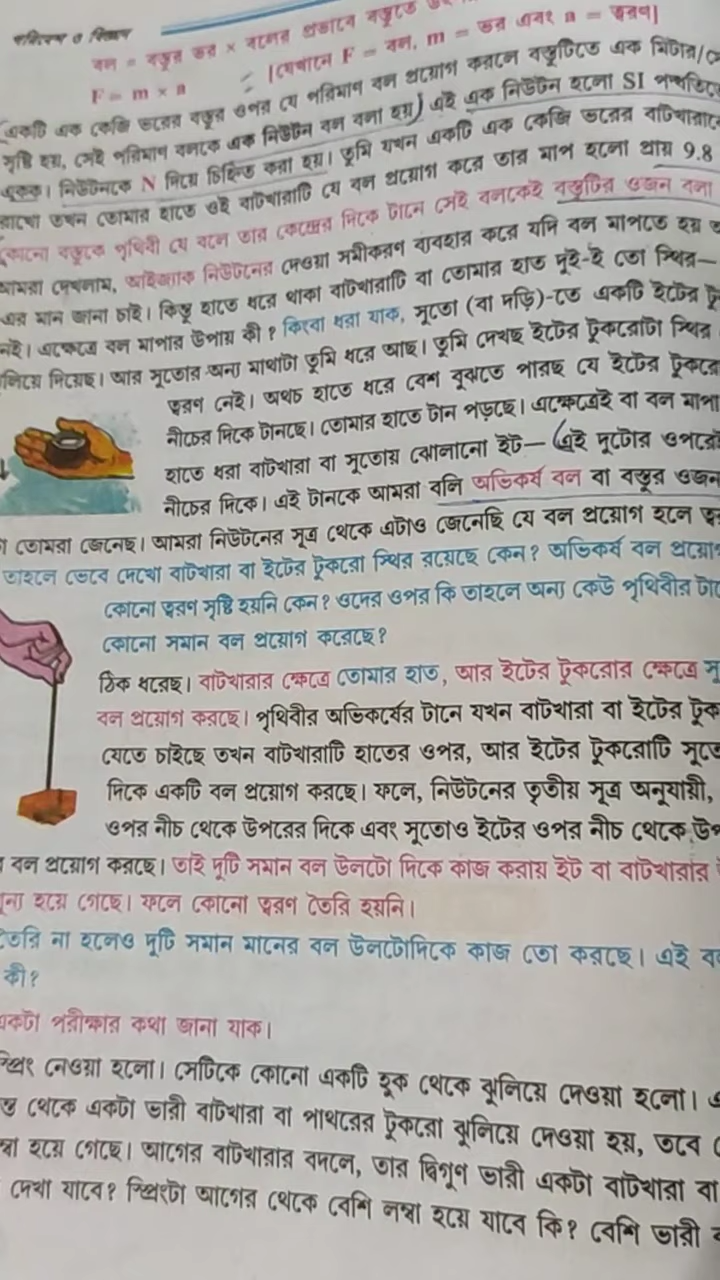 পরিবেশ ও বিজ্ঞান
বল = বস্তুর ভর × বলের প্রভাবে বস্তুতে
F = m × a [যেখানে F = বল, m = ভর এবং a = ত্বরণ]
একটি এক কেজি ভরের বস্তুর ওপর যে পরিমাণ বল প্রয়োগ করলে বস্তুটিতে এক মিটার/
সৃষ্টি হয়, সেই পরিমাণ বলকে এক নিউটন বল বলা হয়) এই এক নিউটন হলো SI পদ্ধতিতে
একক। নিউটনকে N দিয়ে চিহ্নিত করা হয়। তুমি যখন একটি এক কেজি ভরের বাটখারাকে
রাখো তখন তোমার হাতে ওই বাটখারাটি যে বল প্রয়োগ করে তার মাপ হলো প্রায় 9.8
কোনো বস্তুকে পৃথিবী যে বলে তার কেন্দ্রের দিকে টানে সেই বলকেই বস্তুটির ওজন বলা
আমরা দেখলাম, আইজ্যাক নিউটনের দেওয়া সমীকরণ ব্যবহার করে যদি বল মাপতে হয় ত
এর মান জানা চাই। কিন্তু হাতে ধরে থাকা বাটখারাটি বা তোমার হাত দুই-ই তো স্থির—
নই। এক্ষেত্রে বল মাপার উপায় কী? কিংবা ধরা যাক, সুতো (বা দড়ি)-তে একটি ইটের টু
লিয়ে দিয়েছ। আর সুতোর অন্য মাথাটা তুমি ধরে আছ। তুমি দেখছ ইটের টুকরোটা স্থির
ত্বরণ নেই। অথচ হাতে ধরে বেশ বুঝতে পারছ যে ইটের টুকরো
নীচের দিকে টানছে। তোমার হাতে টান পড়ছে। এক্ষেত্রেই বা বল মাপা
হাতে ধরা বাটখারা বা সুতোয় ঝোলানো ইট— (এই দুটোর ওপরে
নীচের দিকে। এই টানকে আমরা বলি অভিকর্ষ বল বা বস্তুর ওজন
তোমরা জেনেছ। আমরা নিউটনের সূত্র থেকে এটাও জেনেছি যে বল প্রয়োগ হলে ত্ব
তাহলে ভেবে দেখো বাটখারা বা ইটের টুকরো স্থির রয়েছে কেন? অভিকর্ষ বল প্রয়োগ
কোনো ত্বরণ সৃষ্টি হয়নি কেন? ওদের ওপর কি তাহলে অন্য কেউ পৃথিবীর টা
কোনো সমান বল প্রয়োগ করেছে?
ঠিক ধরেছ। বাটখারার ক্ষেত্রে তোমার হাত, আর ইটের টুকরোর ক্ষেত্রে সু
বল প্রয়োগ করছে। পৃথিবীর অভিকর্ষের টানে যখন বাটখারা বা ইটের টুক
যেতে চাইছে তখন বাটখারাটি হাতের ওপর, আর ইটের টুকরোটি সুতো
দিকে একটি বল প্রয়োগ করছে। ফলে, নিউটনের তৃতীয় সূত্র অনুযায়ী,
ওপর নীচ থেকে উপরের দিকে এবং সুতোও ইটের ওপর নীচ থেকে উপ
বল প্রয়োগ করছে। তাই দুটি সমান বল উলটো দিকে কাজ করায় ইট বা বাটখারার
ন্য হয়ে গেছে। ফলে কোনো ত্বরণ তৈরি হয়নি।
তৈরি না হলেও দুটি সমান মানের বল উলটোদিকে কাজ তো করছে। এই ব
কী?
একটা পরীক্ষার কথা জানা যাক।
স্প্রিং নেওয়া হলো। সেটিকে কোনো একটি হুক থেকে ঝুলিয়ে দেওয়া হলো।
থেকে একটা ভারী বাটখারা বা পাথরের টুকরো ঝুলিয়ে দেওয়া হয়, তবে
ম্বা হয়ে গেছে। আগের বাটখারার বদলে, তার দ্বিগুণ ভারী একটা বাটখারা বা
দেখা যাবে? স্প্রিংটা আগের থেকে বেশি লম্বা হয়ে যাবে কি? বেশি ভারী